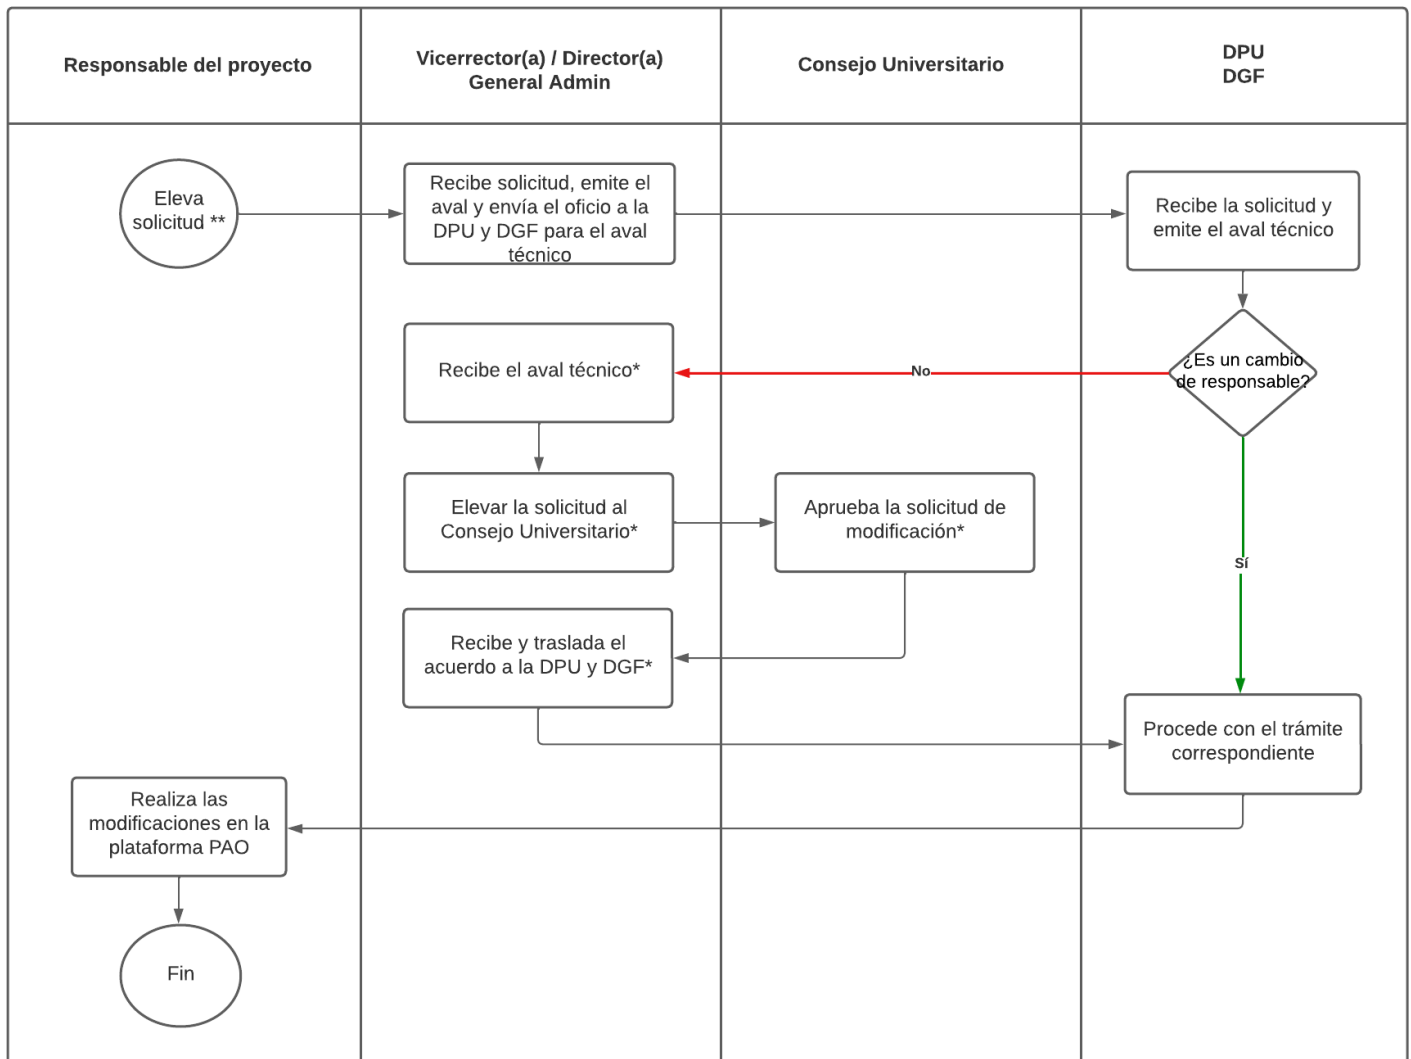 Responsable del proyecto
Vicerrector(a) / Director(a)
General Admin
Consejo Universitario
DPU
DGF
Eleva
solicitud **
Recibe solicitud, emite el
aval y envía el oficio a la
DPU y DGF para el aval
técnico
Recibe la solicitud y
emite el aval técnico
¿Es un cambio
de responsable?
No
Recibe el aval técnico*
Elevar la solicitud al
Consejo Universitario*
Aprueba la solicitud de
modificación*
Sí
Recibe y traslada el
acuerdo a la DPU y DGF*
Procede con el trámite
correspondiente
Realiza las
modificaciones en la
plataforma PAO
Fin